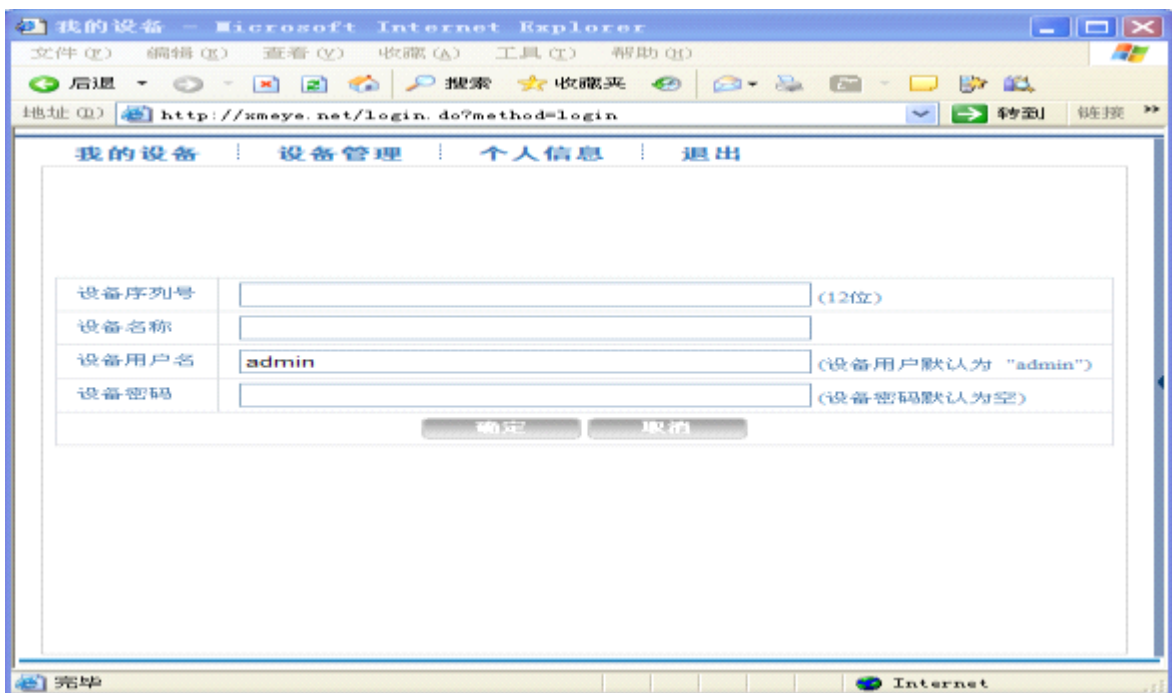 我的设备 - Microsoft Internet Explorer
文件(F) 编辑(E) 查看(V) 收藏(A) 工具(T) 帮助(H)
后退 搜索 收藏夹
地址(D) http://xmeye.net/login.do?method=login 转到 链接 »
我的设备 设备管理 个人信息 退出
设备序列号 (12位)
设备名称
设备用户名 admin (设备用户默认为 "admin")
设备密码 (设备密码默认为空)
确定 取消
完毕 Internet